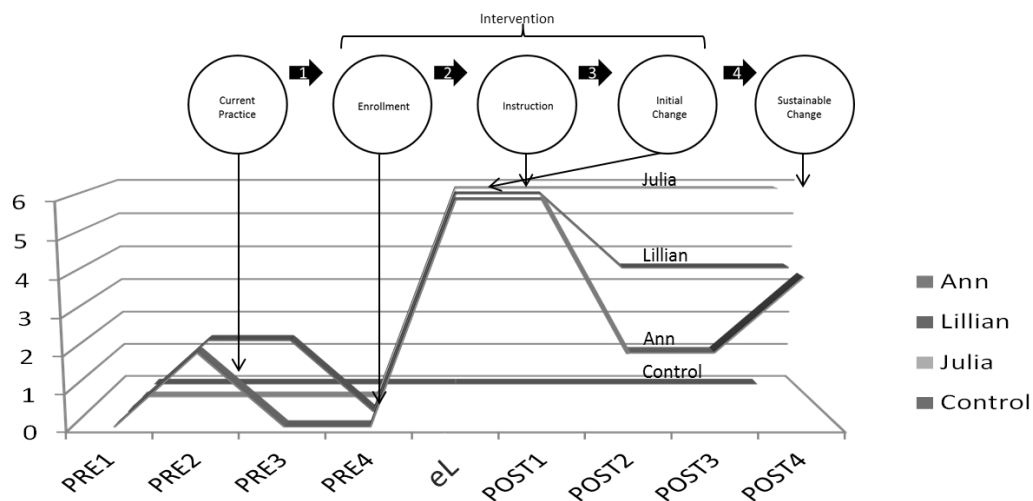 Intervention
1
2
3
4
Current
Practice
Enrollment
Instruction
Initial
Change
Sustainable
Change
6
5
4
3
2
1
0
Julia
Lillian
Ann
Control
PRE1
PRE2
PRE3
PRE4
eL
POST1
POST2
POST3
POST4
Ann
Lillian
Julia
Control